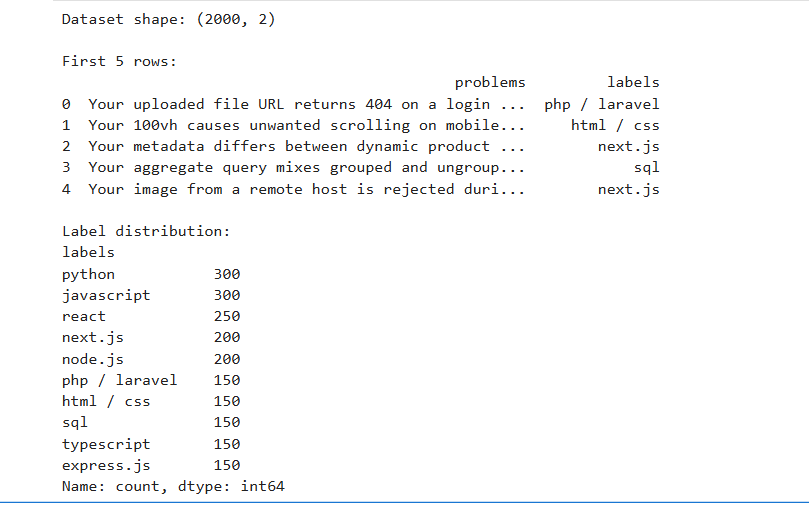 Dataset shape: (2000, 2)
First 5 rows:
problems labels
0 Your uploaded file URL returns 404 on a login ... php / laravel
1 Your 100vh causes unwanted scrolling on mobile... html / css
2 Your metadata differs between dynamic product ... next.js
3 Your aggregate query mixes grouped and ungroup... sql
4 Your image from a remote host is rejected duri... next.js
Label distribution:
labels
python 300
javascript 300
react 250
next.js 200
node.js 200
php / laravel 150
html / css 150
sql 150
typescript 150
express.js 150
Name: count, dtype: int64